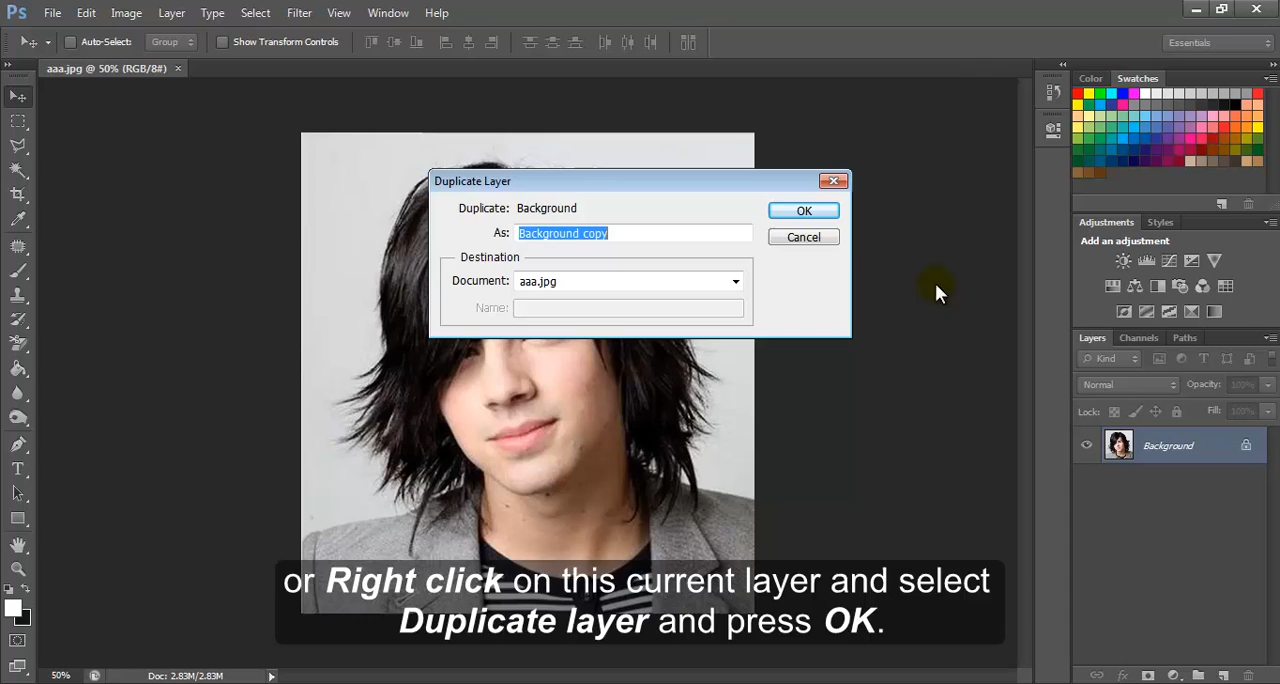 Ps File Edit Image Layer Type Select Filter View Window Help
Auto-Select: Group Show Transform Controls Essentials
aaa.jpg @ 50% (RGB/8#) ×
Color Swatches
Duplicate Layer
Duplicate: Background
OK
As: Background copy
Cancel
Destination
Document: aaa.jpg
Name:
Adjustments Styles
Add an adjustment
Layers Channels Paths
Kind
Normal Opacity: 100%
Lock: Fill: 100%
Background
or Right click on this current layer and select
Duplicate layer and press OK.
50% Doc: 2.83M/2.83M